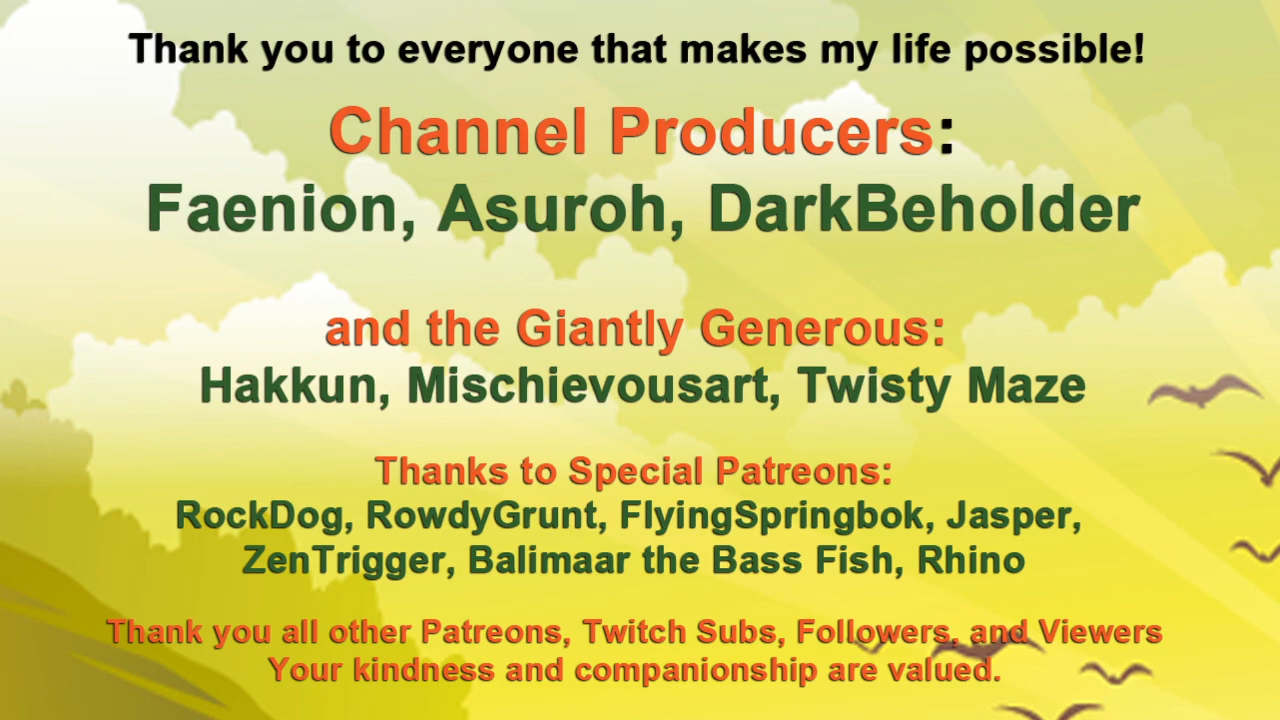 Thank you to everyone that makes my life possible!
Channel Producers:
Faenion, Asuroh, DarkBeholder
and the Giantly Generous:
Hakkun, Mischievousart, Twisty Maze
Thanks to Special Patreons:
RockDog, RowdyGrunt, FlyingSpringbok, Jasper,
ZenTrigger, Balimaar the Bass Fish, Rhino
Thank you all other Patreons, Twitch Subs, Followers, and Viewers
Your kindness and companionship are valued.